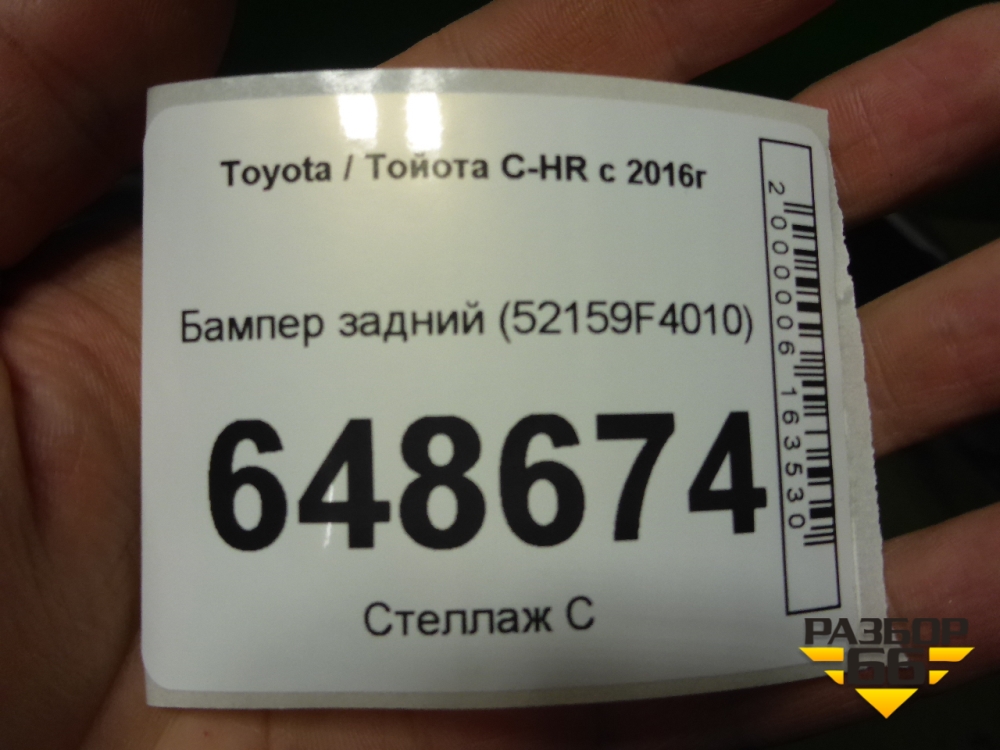 Toyota / Тойота C-HR с 2016г
Бампер задний (52159F4010)
648674
Стеллаж С
2000006163530
РАЗБОР
66